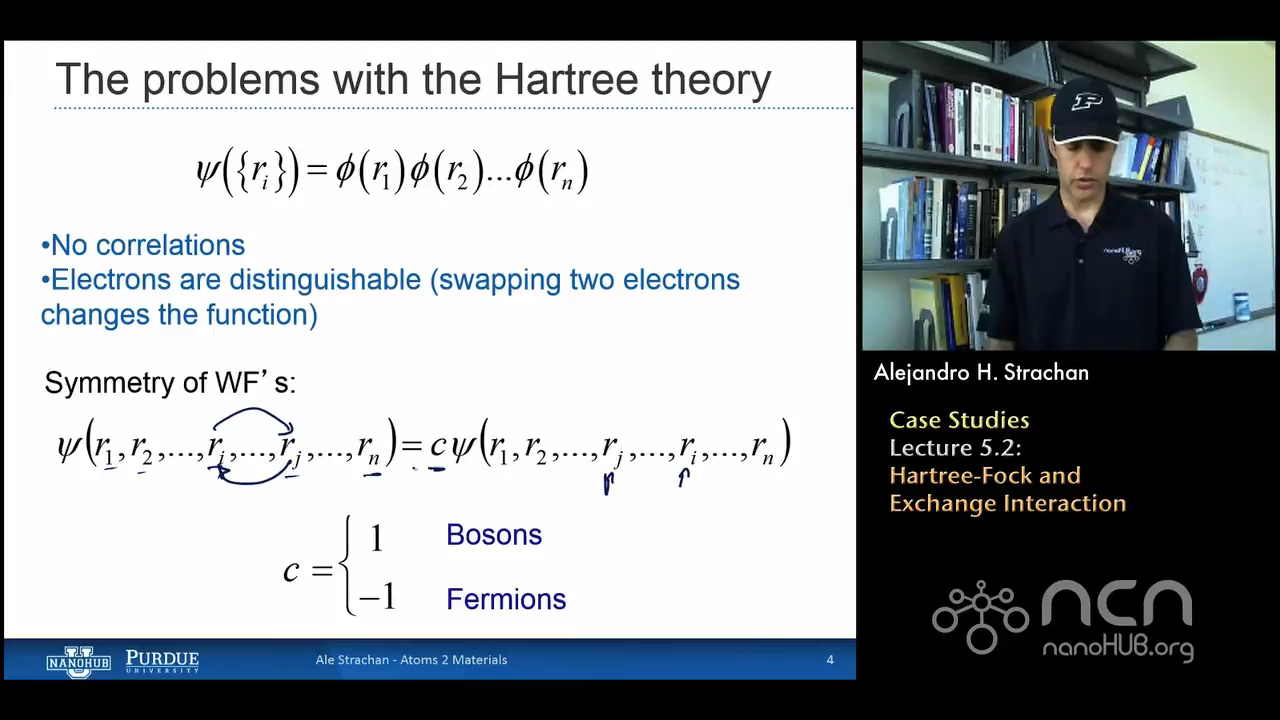 The problems with the Hartree theory
ψ({r_i}) = ϕ(r_1)ϕ(r_2)...ϕ(r_n)
•No correlations
•Electrons are distinguishable (swapping two electrons
changes the function)
Symmetry of WF's:
ψ(r_1, r_2,..., r_i,..., r_j,..., r_n) = cψ(r_1, r_2,..., r_j,..., r_i,..., r_n)
c = { 1 Bosons
−1 Fermions
NANOHUB
PURDUE
UNIVERSITY
Ale Strachan - Atoms 2 Materials
4
P
nanoHUB.org
Alejandro H. Strachan
Case Studies
Lecture 5.2:
Hartree-Fock and
Exchange Interaction
ncn
nanoHUB.org